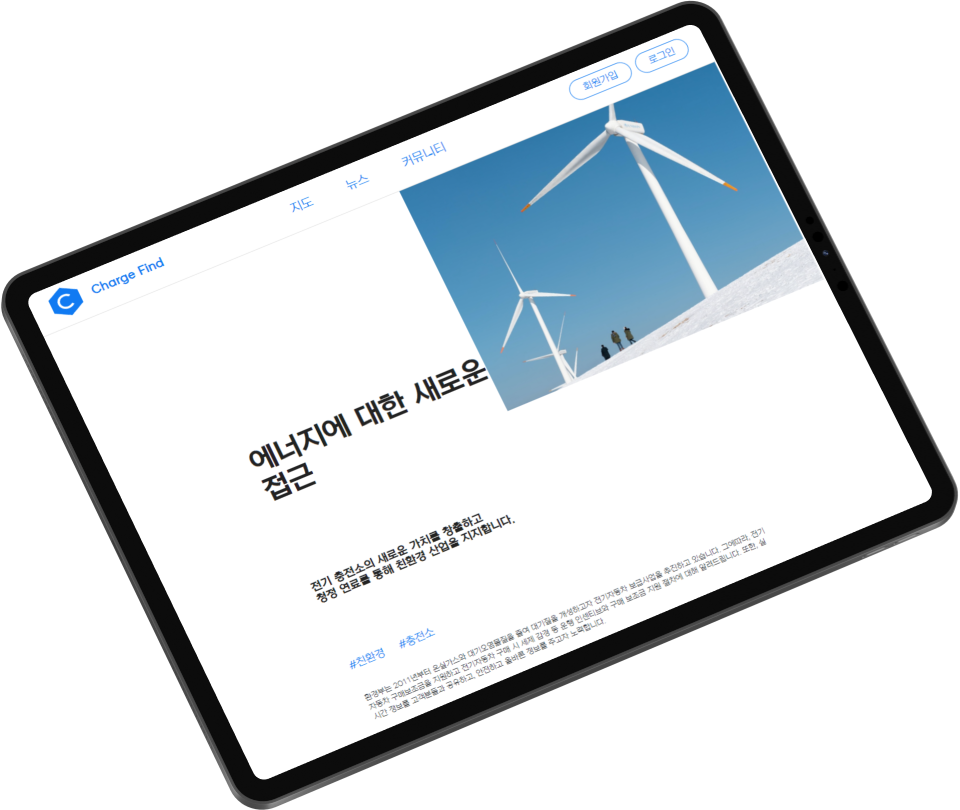 Charge Find
지도
뉴스
커뮤니티
회원가입
로그인
에너지에 대한 새로운
접근
전기 충전소의 새로운 가치를 창출하고
청정 연료를 통해 친환경 산업을 지지합니다.
#친환경 #충전소
환경부는 2011년부터 온실가스와 대기오염물질을 줄여 대기질을 개성하고자 전기자동차 보급사업을 추진하고 있습니다. 그에따라, 전기
자동차 구매보조금을 지원하고 전기자동차 구매 시 세제 감경 등 운행 인센티브와 구매 보조금 지원 절차에 대해 알려드립니다. 또한, 실
시간 정보를 고객분들과 공유하고, 안전하고 올바른 정보를 주고자 노력합니다.